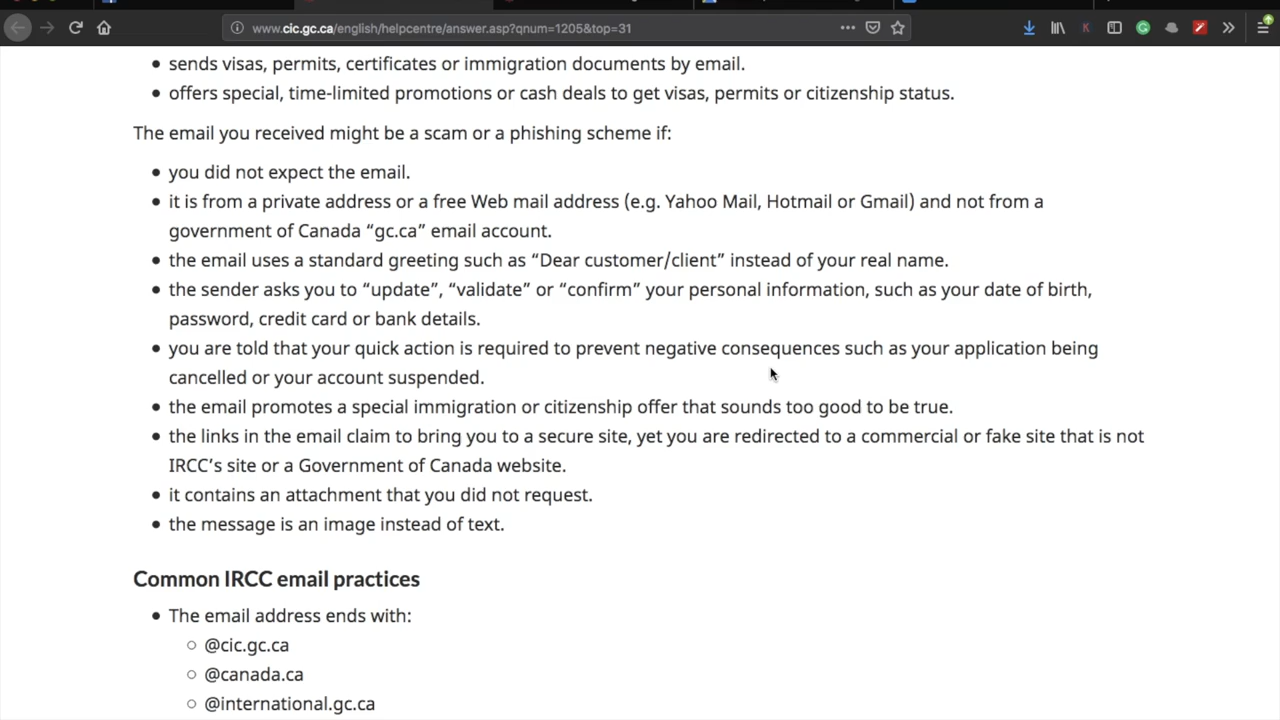 www.cic.gc.ca/english/helpcentre/answer.asp?qnum=1205&top=31
• sends visas, permits, certificates or immigration documents by email.
• offers special, time-limited promotions or cash deals to get visas, permits or citizenship status.
The email you received might be a scam or a phishing scheme if:
• you did not expect the email.
• it is from a private address or a free Web mail address (e.g. Yahoo Mail, Hotmail or Gmail) and not from a
government of Canada “gc.ca” email account.
• the email uses a standard greeting such as “Dear customer/client” instead of your real name.
• the sender asks you to “update”, “validate” or “confirm” your personal information, such as your date of birth,
password, credit card or bank details.
• you are told that your quick action is required to prevent negative consequences such as your application being
cancelled or your account suspended.
• the email promotes a special immigration or citizenship offer that sounds too good to be true.
• the links in the email claim to bring you to a secure site, yet you are redirected to a commercial or fake site that is not
IRCC’s site or a Government of Canada website.
• it contains an attachment that you did not request.
• the message is an image instead of text.
Common IRCC email practices
• The email address ends with:
○ @cic.gc.ca
○ @canada.ca
○ @international.gc.ca